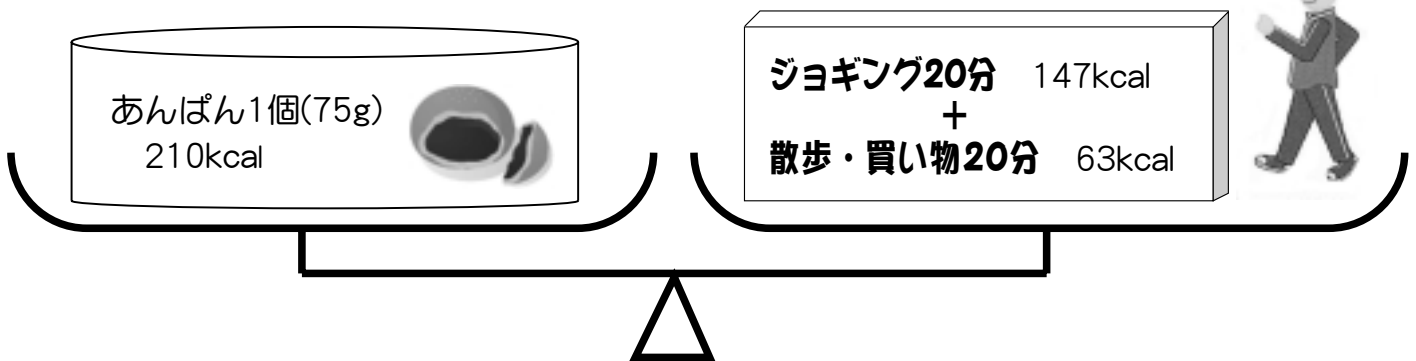 あんぱん1個(75g)
210kcal
ジョギング20分 147kcal
+
散歩・買い物20分 63kcal